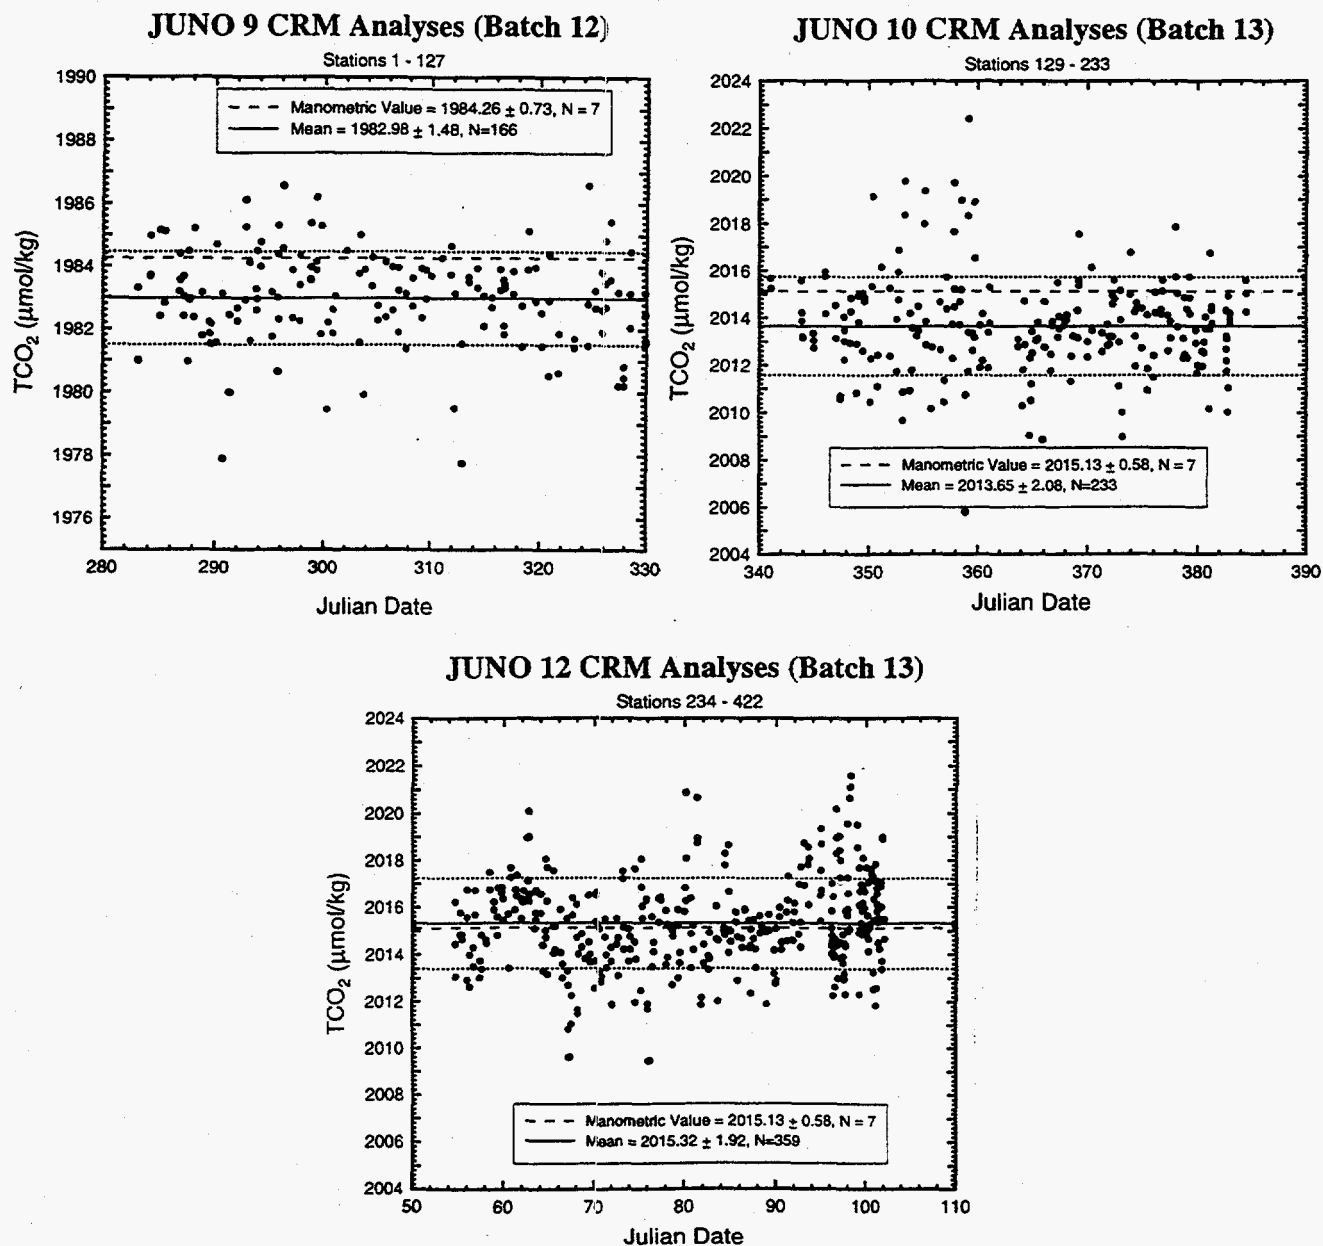 JUNO 9 CRM Analyses (Batch 12)
Stations 1 - 127
1990
1988
1986
1984
1982
1980
1978
1976
TCO2 (μmol/kg)
Manometric Value = 1984.26 ± 0.73, N = 7
Mean = 1982.98 ± 1.48, N=166
280 290 300 310 320 330
Julian Date
JUNO 10 CRM Analyses (Batch 13)
Stations 129 - 233
2024
2022
2020
2018
2016
2014
2012
2010
2008
2006
2004
TCO2 (μmol/kg)
Manometric Value = 2015.13 ± 0.58, N = 7
Mean = 2013.65 ± 2.08, N=233
340 350 360 370 380 390
Julian Date
JUNO 12 CRM Analyses (Batch 13)
Stations 234 - 422
2024
2022
2020
2018
2016
2014
2012
2010
2008
2006
2004
TCO2 (μmol/kg)
Manometric Value = 2015.13 ± 0.58, N = 7
Mean = 2015.32 ± 1.92, N=359
50 60 70 80 90 100 110
Julian Date